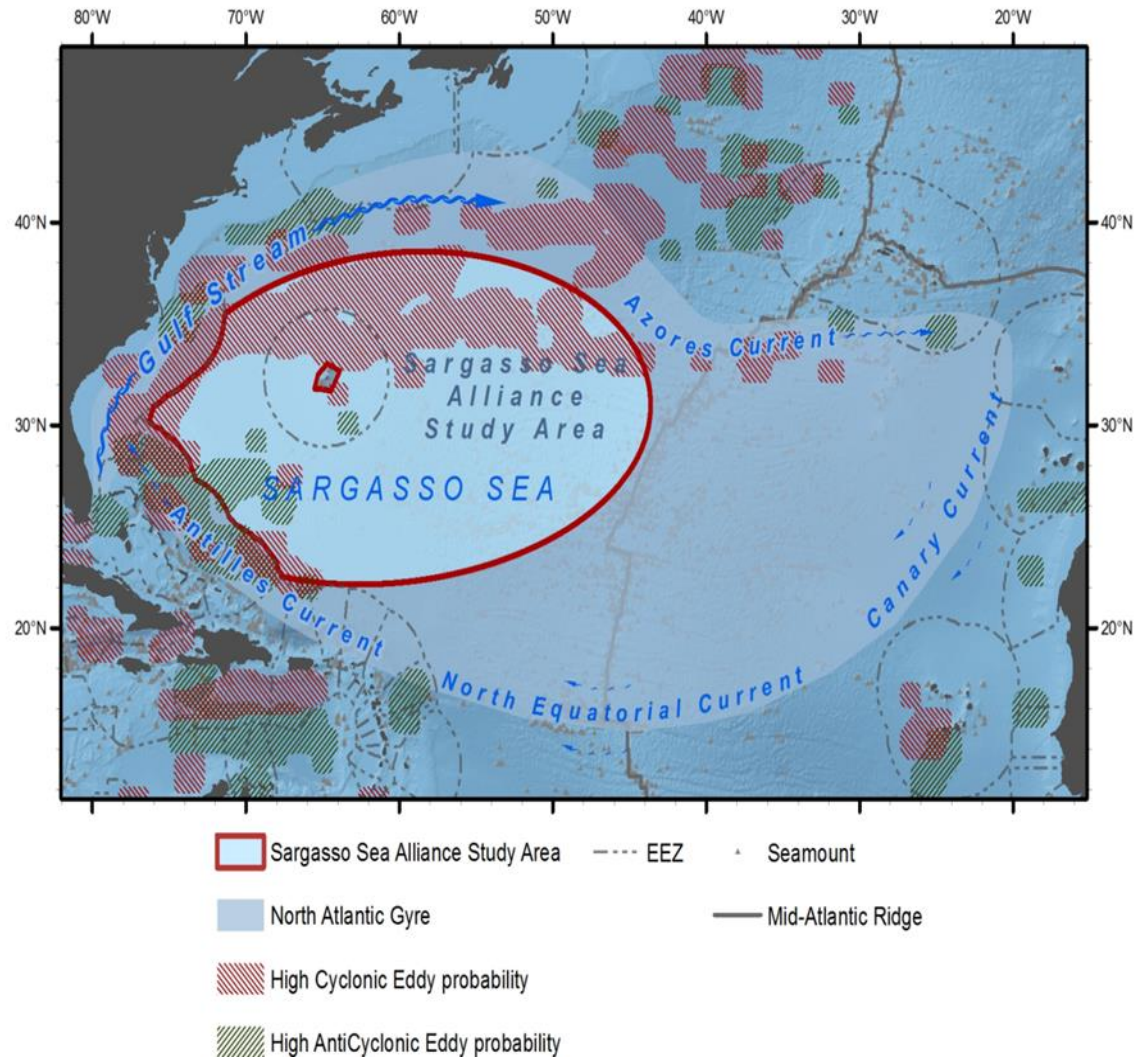 80°W 70°W 60°W 50°W 40°W 30°W 20°W
40°N 40°N
30°N 30°N
20°N 20°N
Gulf Stream
Azores Current
Sargasso Sea
Alliance
Study Area
SARGASSO SEA
Antilles Current
Canary Current
North Equatorial Current
80°W 70°W 60°W 50°W 40°W 30°W 20°W
Sargasso Sea Alliance Study Area EEZ Seamount
North Atlantic Gyre Mid-Atlantic Ridge
High Cyclonic Eddy probability
High AntiCyclonic Eddy probability